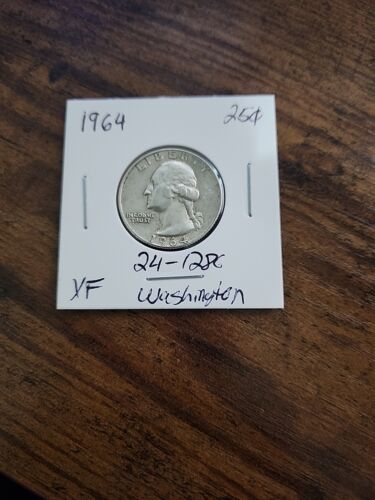 1964 25¢
LIBERTY
IN GOD WE
TRUST
1964
24-128c
XF Washington